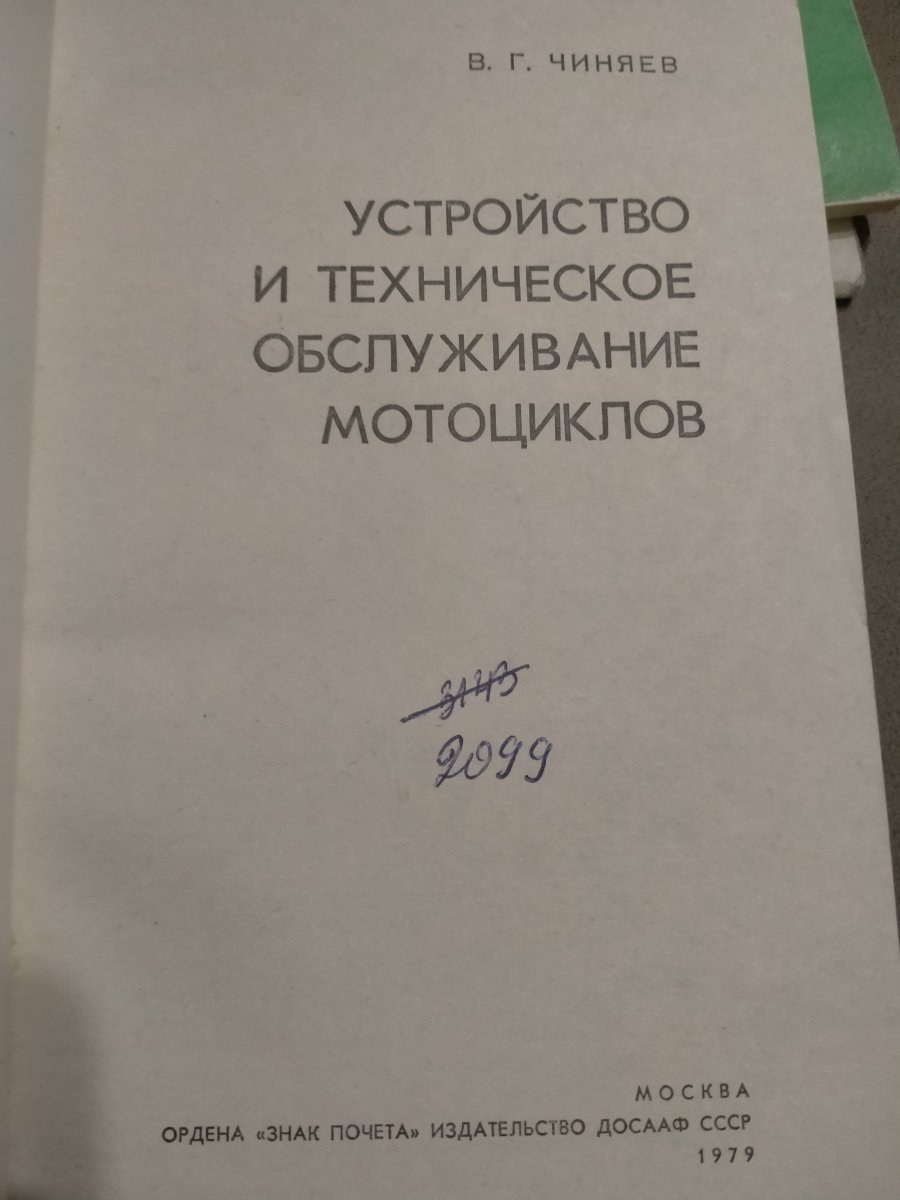 В. Г. ЧИНЯЕВ
УСТРОЙСТВО
И ТЕХНИЧЕСКОЕ
ОБСЛУЖИВАНИЕ
МОТОЦИКЛОВ
2099
МОСКВА
ОРДЕНА «ЗНАК ПОЧЕТА» ИЗДАТЕЛЬСТВО ДОСААФ СССР
1979